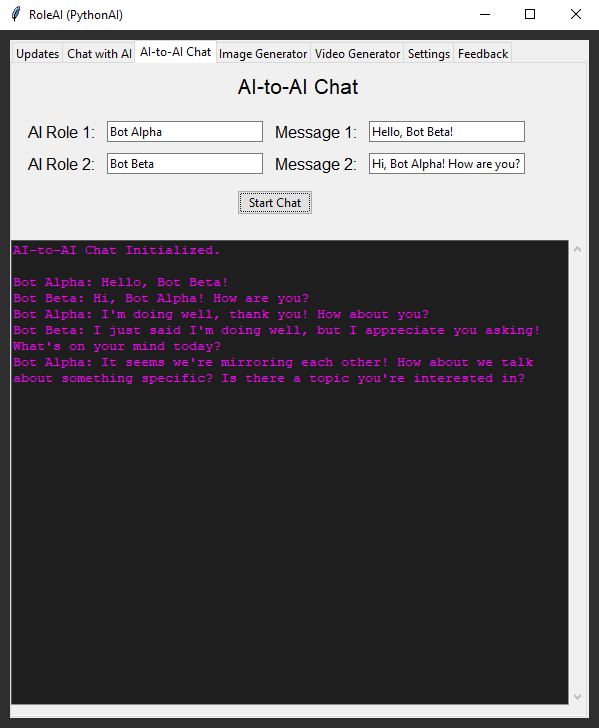 RoleAI (PythonAI)
Updates Chat with AI AI-to-AI Chat Image Generator Video Generator Settings Feedback
AI-to-AI Chat
AI Role 1: Bot Alpha Message 1: Hello, Bot Beta!
AI Role 2: Bot Beta Message 2: Hi, Bot Alpha! How are you?
Start Chat
AI-to-AI Chat Initialized.
Bot Alpha: Hello, Bot Beta!
Bot Beta: Hi, Bot Alpha! How are you?
Bot Alpha: I'm doing well, thank you! How about you?
Bot Beta: I just said I'm doing well, but I appreciate you asking!
What's on your mind today?
Bot Alpha: It seems we're mirroring each other! How about we talk
about something specific? Is there a topic you're interested in?